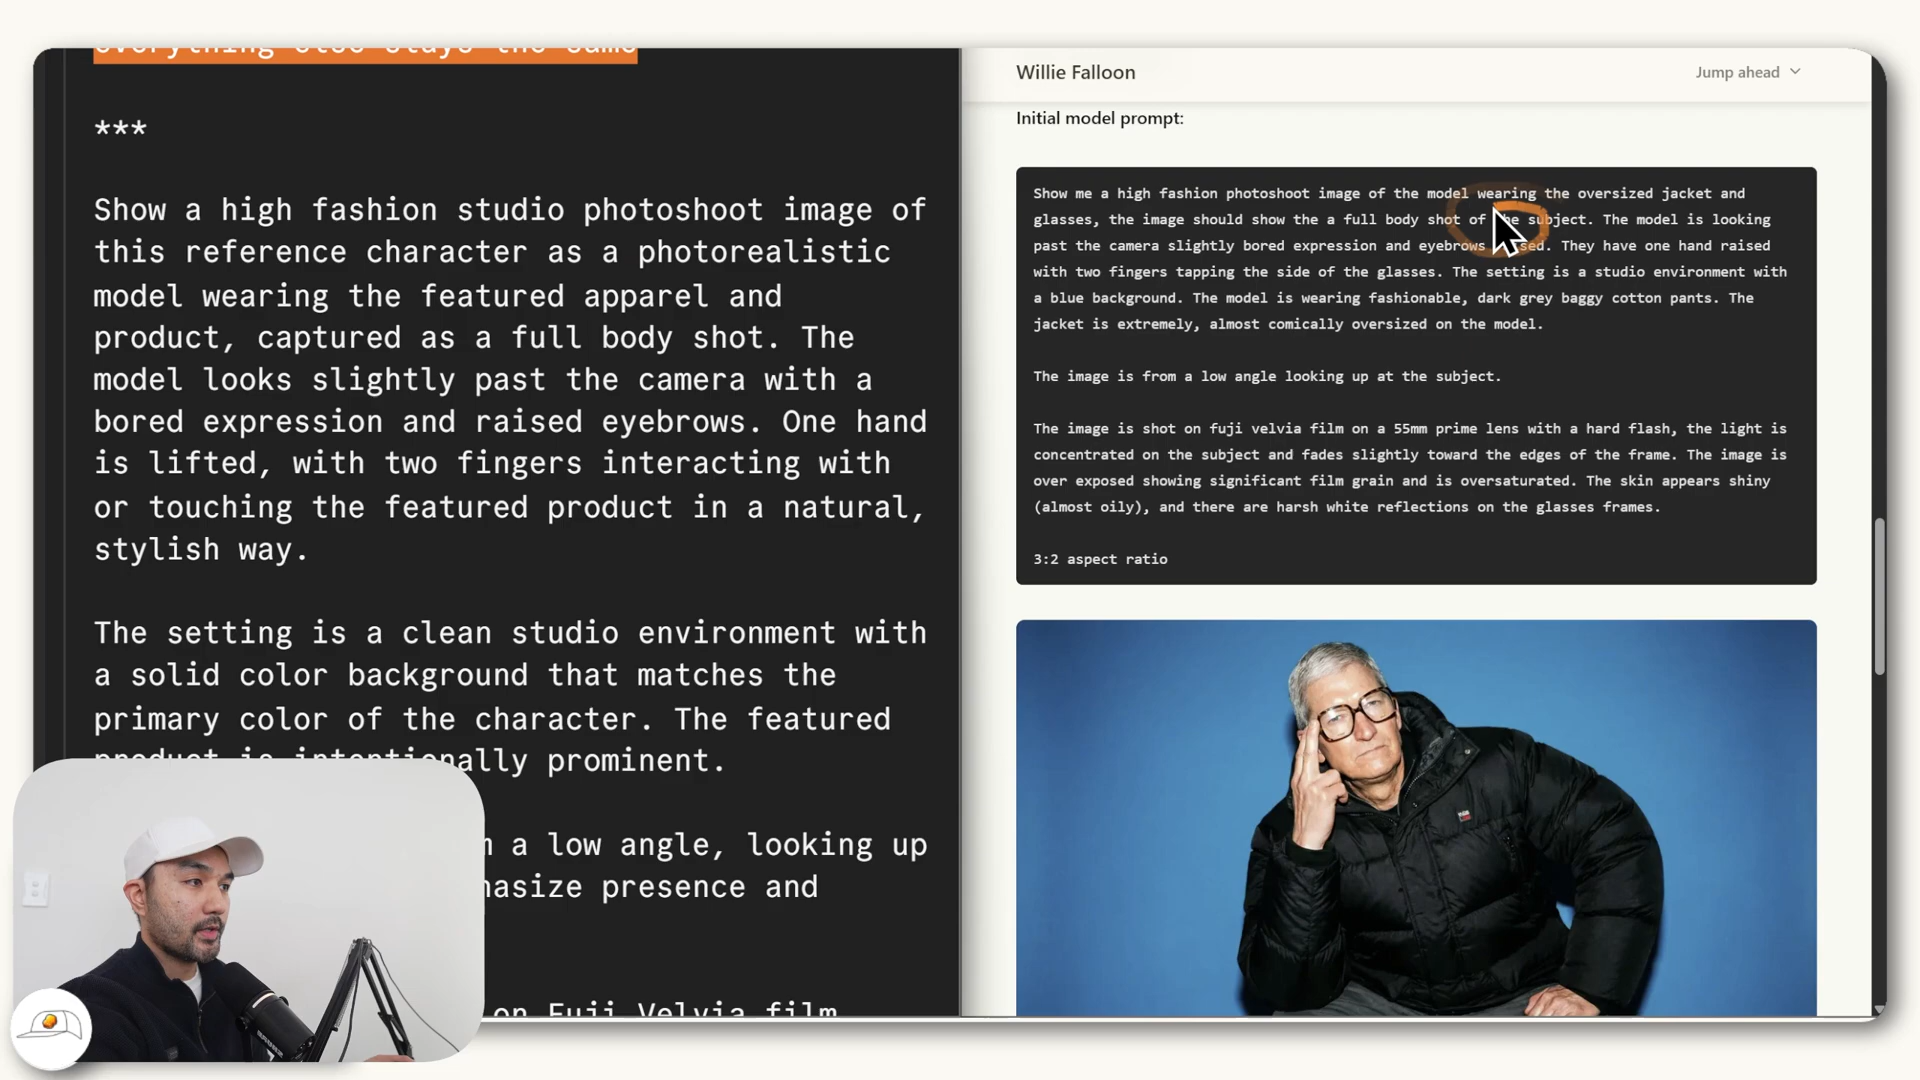 everything else stays the same
***
Show a high fashion studio photoshoot image of
this reference character as a photorealistic
model wearing the featured apparel and
product, captured as a full body shot. The
model looks slightly past the camera with a
bored expression and raised eyebrows. One hand
is lifted, with two fingers interacting with
or touching the featured product in a natural,
stylish way.
The setting is a clean studio environment with
a solid color background that matches the
primary color of the character. The featured
product is intentionally prominent.
a low angle, looking up
presence and
on Fuji Velvia film
Willie Falloon
Jump ahead
Initial model prompt:
Show me a high fashion photoshoot image of the model wearing the oversized jacket and
glasses, the image should show the a full body shot of the subject. The model is looking
past the camera slightly bored expression and eyebrows They have one hand raised
with two fingers tapping the side of the glasses. The setting is a studio environment with
a blue background. The model is wearing fashionable, dark grey baggy cotton pants. The
jacket is extremely, almost comically oversized on the model.
The image is from a low angle looking up at the subject.
The image is shot on fuji velvia film on a 55mm prime lens with a hard flash, the light is
concentrated on the subject and fades slightly toward the edges of the frame. The image is
over exposed showing significant film grain and is oversaturated. The skin appears shiny
(almost oily), and there are harsh white reflections on the glasses frames.
3:2 aspect ratio